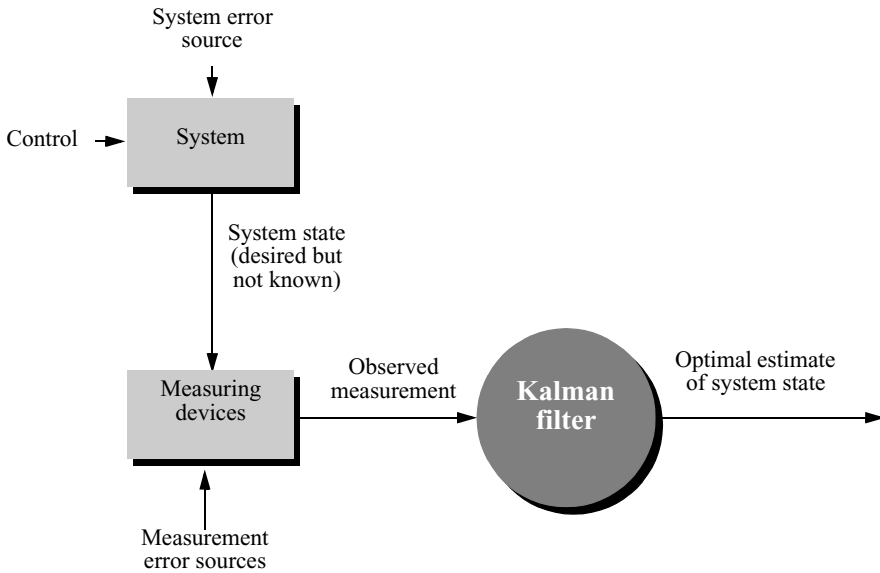 System error
source
Control
System
System state
(desired but
not known)
Measuring
devices
Observed
measurement
Kalman
filter
Optimal estimate
of system state
Measurement
error sources